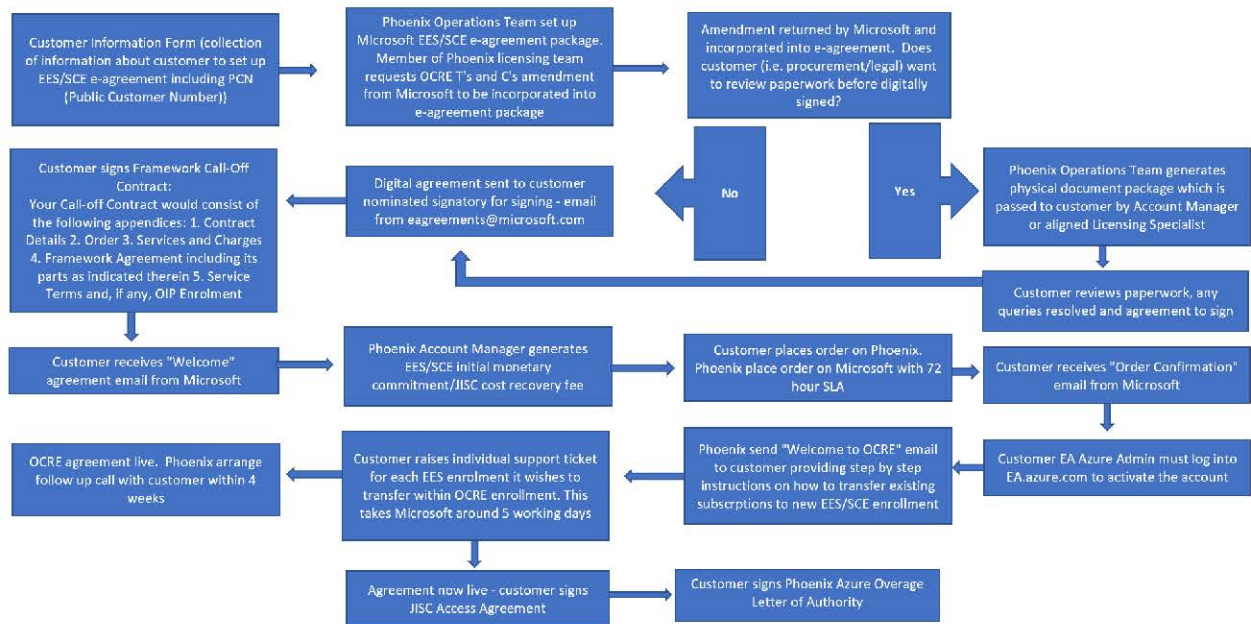 Customer Information Form (collection
of information about customer to set up
EES/SCE e-agreement including PCN
(Public Customer Number))
Phoenix Operations Team set up
Microsoft EES/SCE e-agreement package.
Member of Phoenix licensing team
requests OCRE T's and C's amendment
from Microsoft to be incorporated into
e-agreement package
Amendment returned by Microsoft and
incorporated into e-agreement. Does
customer (i.e. procurement/legal) want
to review paperwork before digitally
signed?
No
Yes
Phoenix Operations Team generates
physical document package which is
passed to customer by Account Manager
or aligned Licensing Specialist
Customer reviews paperwork, any
queries resolved and agreement to sign
Digital agreement sent to customer
nominated signatory for signing - email
from eagreements@microsoft.com
Customer signs Framework Call-Off
Contract:
Your Call-off Contract would consist of
the following appendices: 1. Contract
Details 2. Order 3. Services and Charges
4. Framework Agreement including its
parts as indicated therein 5. Service
Terms and, if any, OIP Enrolment
Customer receives "Welcome"
agreement email from Microsoft
Phoenix Account Manager generates
EES/SCE initial monetary
commitment/JISC cost recovery fee
Customer places order on Phoenix.
Phoenix place order on Microsoft with 72
hour SLA
Customer receives "Order Confirmation"
email from Microsoft
Customer EA Azure Admin must log into
EA.azure.com to activate the account
Phoenix send "Welcome to OCRE" email
to customer providing step by step
instructions on how to transfer existing
subscrptions to new EES/SCE enrollment
Customer raises individual support ticket
for each EES enrolment it wishes to
transfer within OCRE enrollment. This
takes Microsoft around 5 working days
OCRE agreement live. Phoenix arrange
follow up call with customer within 4
weeks
Agreement now live - customer signs
JISC Access Agreement
Customer signs Phoenix Azure Overage
Letter of Authority